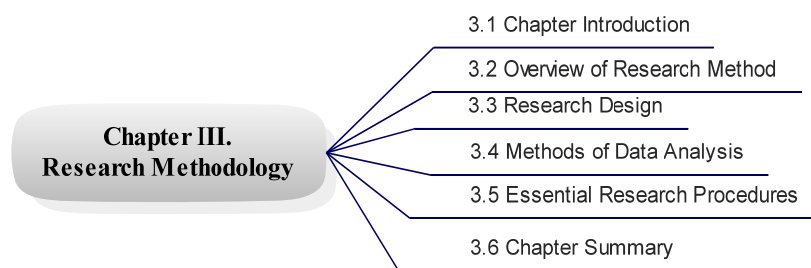 Chapter III.
Research Methodology
3.1 Chapter Introduction
3.2 Overview of Research Method
3.3 Research Design
3.4 Methods of Data Analysis
3.5 Essential Research Procedures
3.6 Chapter Summary